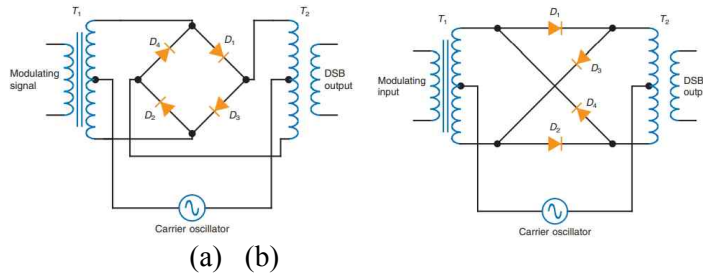 T1
T2
D4
D1
Modulating
signal
DSB
output
D2
D3
Carrier oscillator
T1
D1
T2
D3
Modulating
input
DSB
outp
D4
D2
Carrier oscillator
(a) (b)